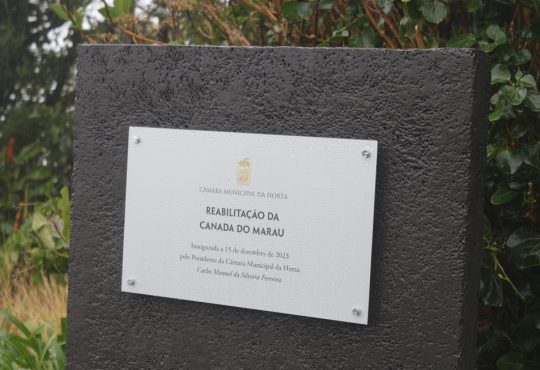 CÂMARA MUNICIPAL DA HORTA
REABILITAÇÃO DA
CANADA DO MARAU
Inaugurada a 15 de dezembro de 2023
pelo Presidente da Câmara Municipal da Horta,
Carlos Manuel da Silveira Ferreira.